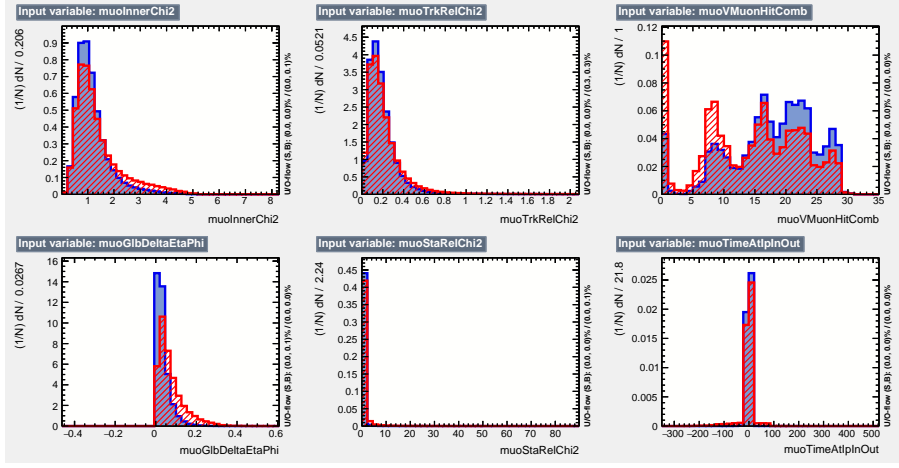 Input variable: muoInnerChi2
(1/N) dN / 0.206
0.9
0.8
0.7
0.6
0.5
0.4
0.3
0.2
0.1
0
1 2 3 4 5 6 7 8
muoInnerChi2
U/O-flow (S,B): (0.0, 0.0)% / (0.0, 0.1)%
Input variable: muoTrkRelChi2
(1/N) dN / 0.0521
4.5
4
3.5
3
2.5
2
1.5
1
0.5
0
0 0.2 0.4 0.6 0.8 1 1.2 1.4 1.6 1.8 2
muoTrkRelChi2
U/O-flow (S,B): (0.0, 0.0)% / (0.3, 0.3)%
Input variable: muoVMuonHitComb
(1/N) dN / 1
0.12
0.1
0.08
0.06
0.04
0.02
0
0 5 10 15 20 25 30 35
muoVMuonHitComb
U/O-flow (S,B): (0.0, 0.0)% / (0.0, 0.0)%
Input variable: muoGlbDeltaEtaPhi
(1/N) dN / 0.0267
16
14
12
10
8
6
4
2
0
-0.4 -0.2 0 0.2 0.4 0.6
muoGlbDeltaEtaPhi
U/O-flow (S,B): (0.0, 0.1)% / (0.0, 0.0)%
Input variable: muoStaRelChi2
(1/N) dN / 2.24
0.45
0.4
0.35
0.3
0.25
0.2
0.15
0.1
0.05
0
0 10 20 30 40 50 60 70 80
muoStaRelChi2
U/O-flow (S,B): (0.0, 0.0)% / (0.0, 0.1)%
Input variable: muoTimeAtIpInOut
(1/N) dN / 21.8
0.025
0.02
0.015
0.01
0.005
0
-300 -200 -100 0 100 200 300 400 500
muoTimeAtIpInOut
U/O-flow (S,B): (0.0, 0.0)% / (0.0, 0.0)%